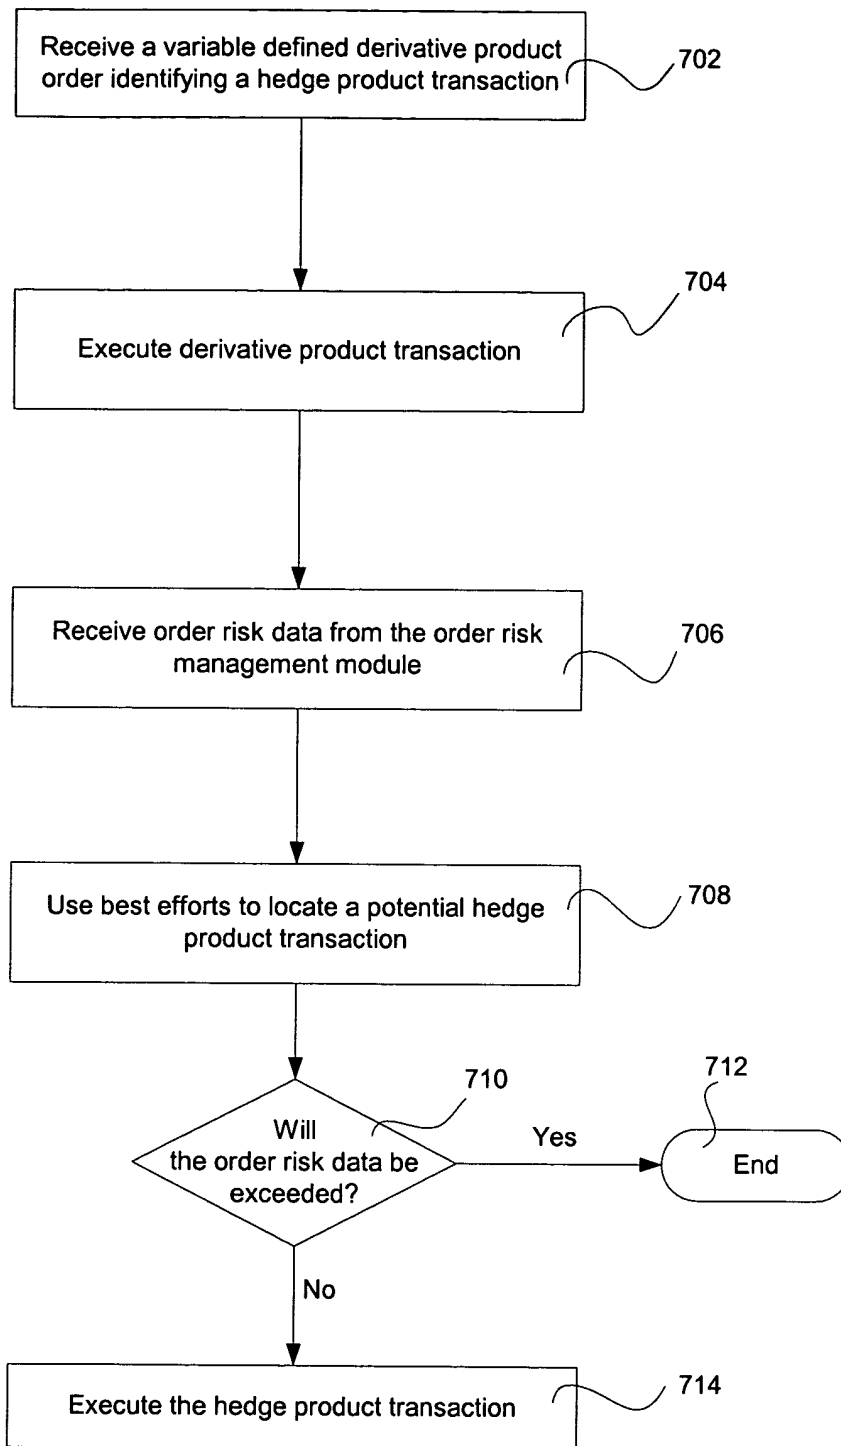 Receive a variable defined derivative product
order identifying a hedge product transaction
702
704
Execute derivative product transaction
Receive order risk data from the order risk
management module
706
Use best efforts to locate a potential hedge
product transaction
708
710
712
Will
the order risk data be
exceeded?
Yes
End
No
Execute the hedge product transaction
714